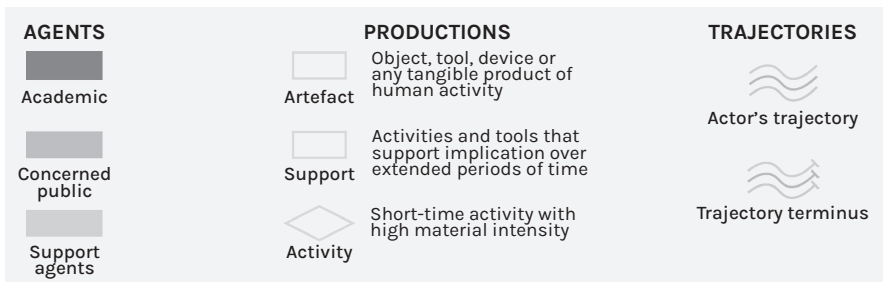 AGENTS
Academic
Concerned
public
Support
agents
PRODUCTIONS
Artefact
Object, tool, device or
any tangible product of
human activity
Support
Activities and tools that
support implication over
extended periods of time
Activity
Short-time activity with
high material intensity
TRAJECTORIES
Actor's trajectory
Trajectory terminus